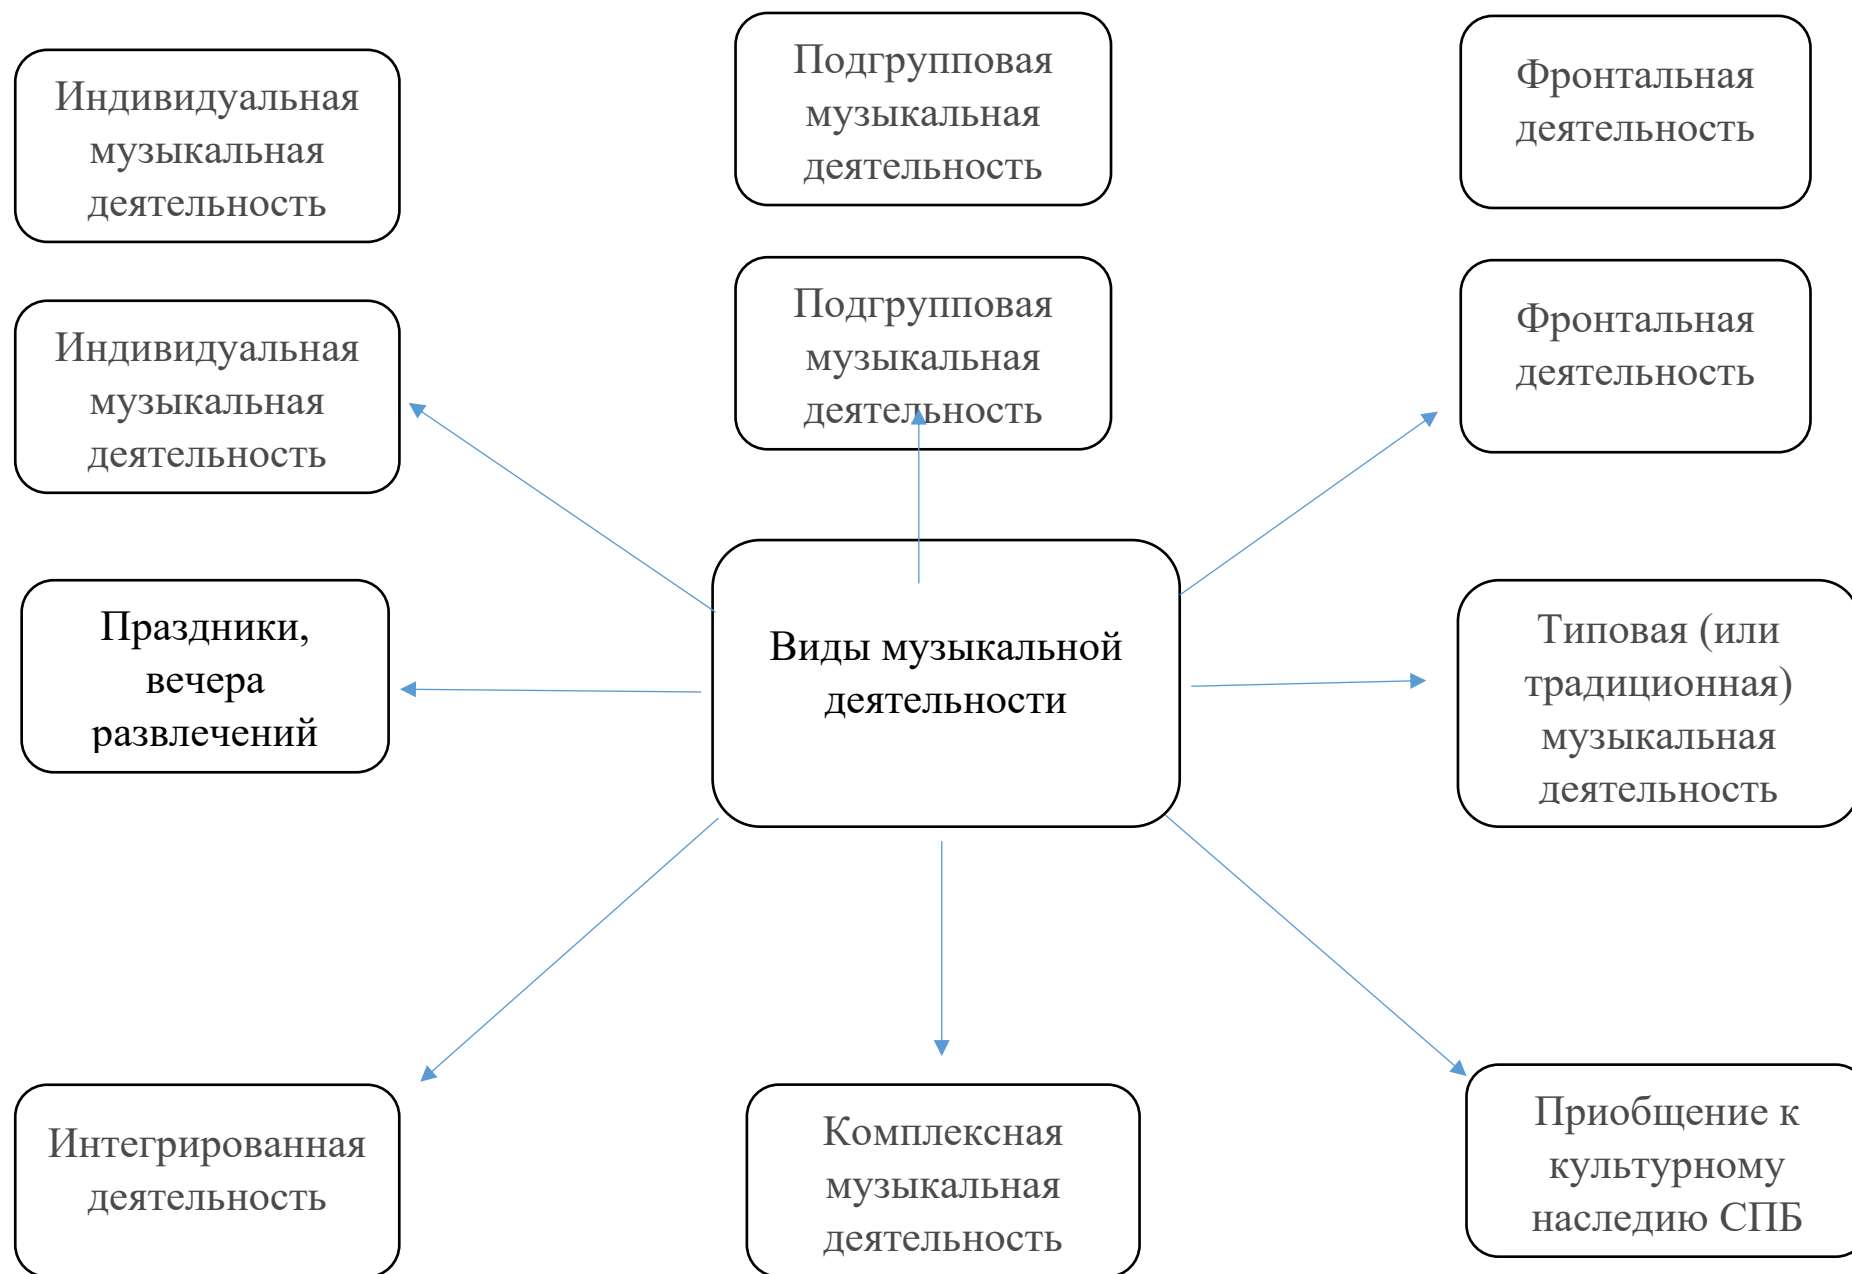 Индивидуальная
музыкальная
деятельность
Подгрупповая
музыкальная
деятельность
Фронтальная
деятельность
Индивидуальная
музыкальная
деятельность
Подгрупповая
музыкальная
деятельность
Фронтальная
деятельность
Праздники,
вечера
развлечений
Виды музыкальной
деятельности
Типовая (или
традиционная)
музыкальная
деятельность
Интегрированная
деятельность
Комплексная
музыкальная
деятельность
Приобщение к
культурному
наследию СПБ